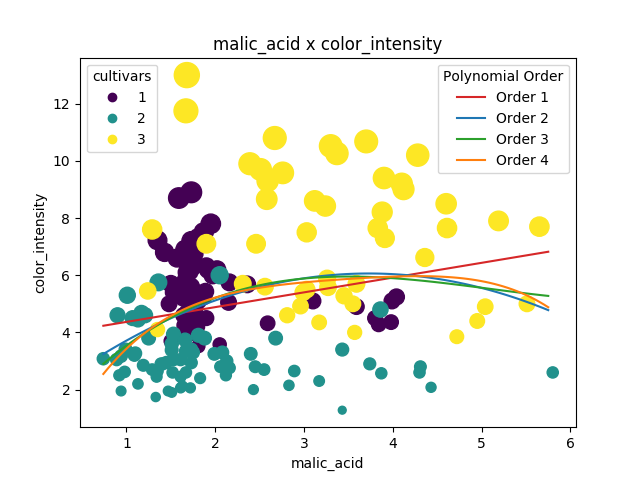 malic_acid x color_intensity
cultivars
1
2
3
Polynomial Order
Order 1
Order 2
Order 3
Order 4
color_intensity
12
10
8
6
4
2
1 2 3 4 5 6
malic_acid